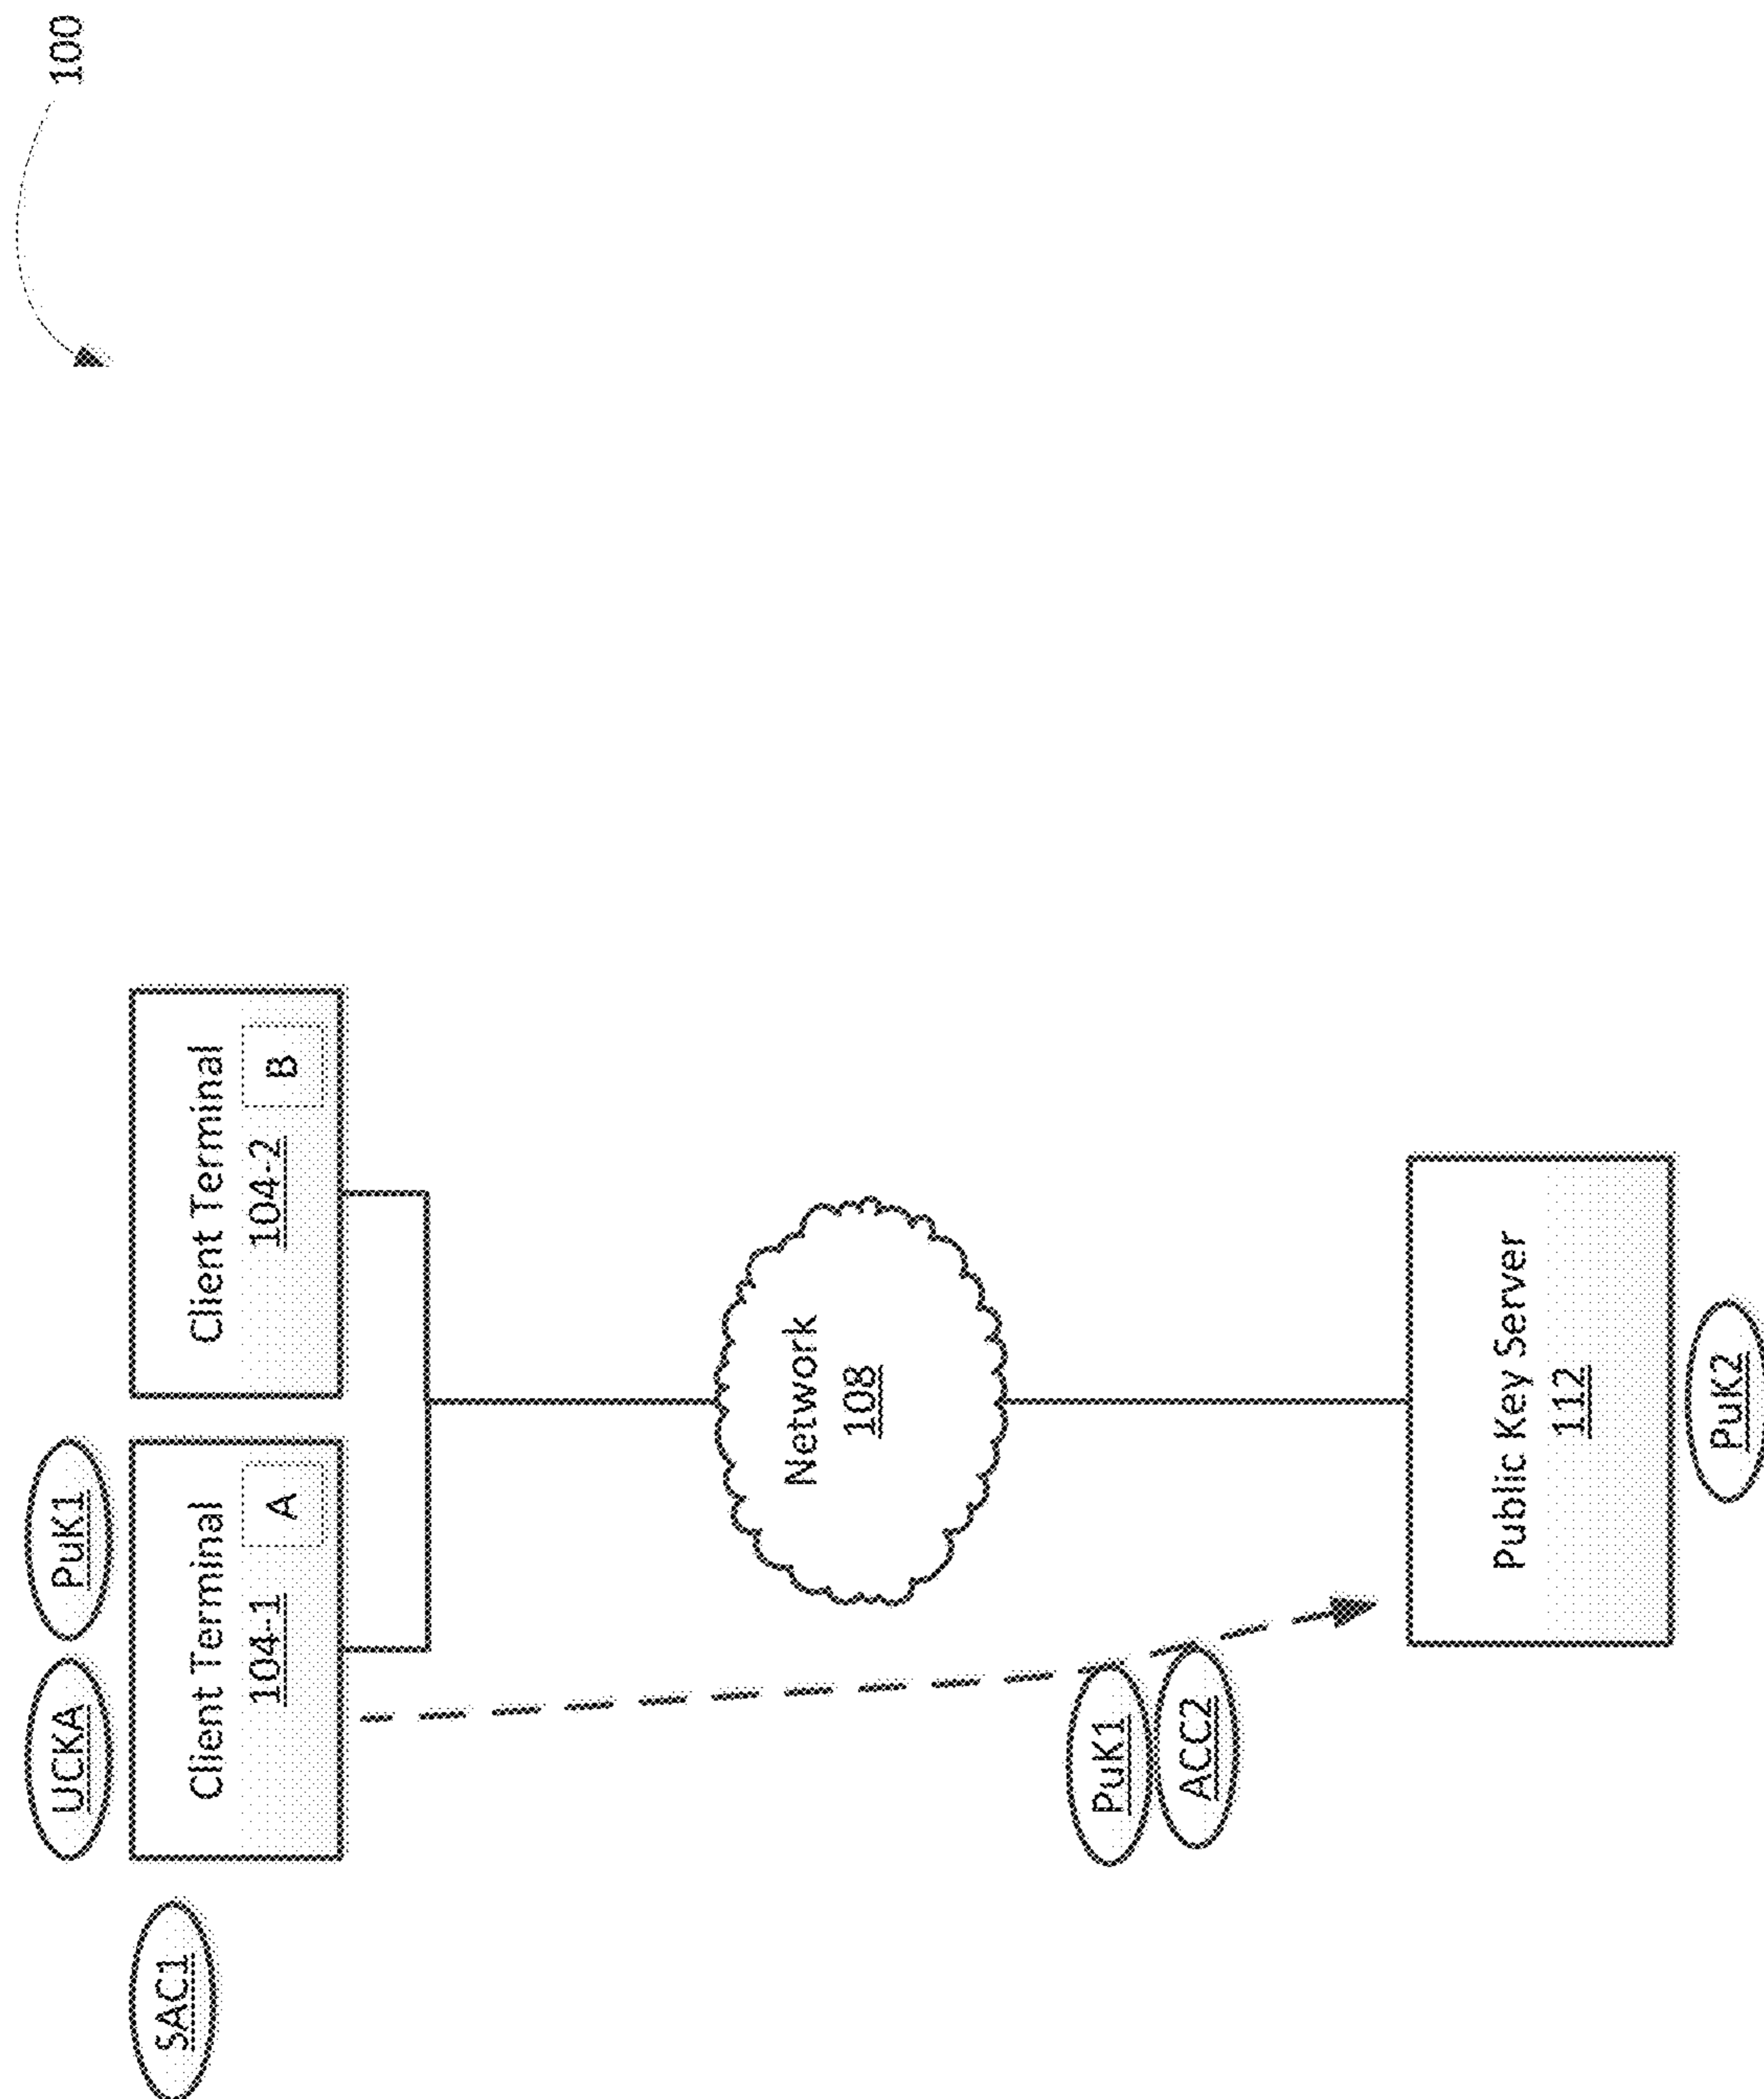 100
UCKA
PuK1
SAC1
Client Terminal
104-1
A
Client Terminal
104-2
B
Network
108
PuK1
ACC2
Public Key Server
112
PuK2